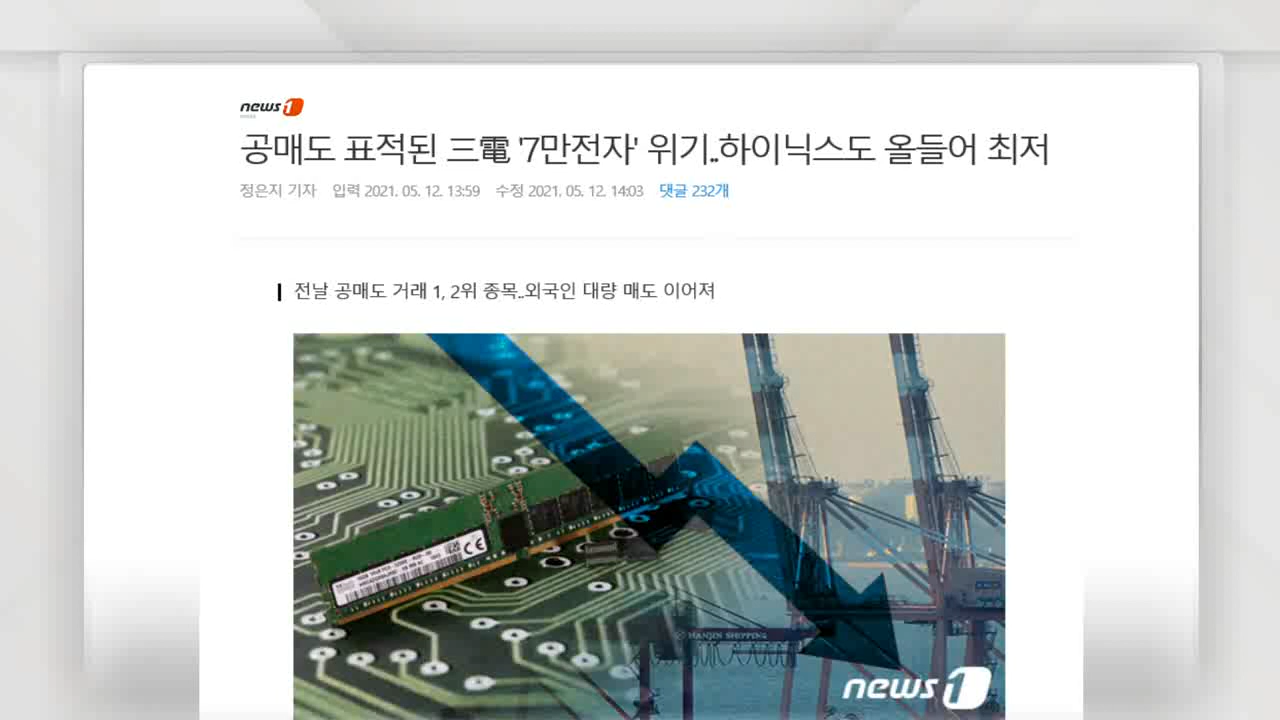 news1
공매도 표적된 三電 '7만전자' 위기..하이닉스도 올들어 최저
정은지 기자 입력 2021. 05. 12. 13:59 수정 2021. 05. 12. 14:03 댓글 232개
전날 공매도 거래 1, 2위 종목..외국인 대량 매도 이어져
HANJIN SHIPPING
news1